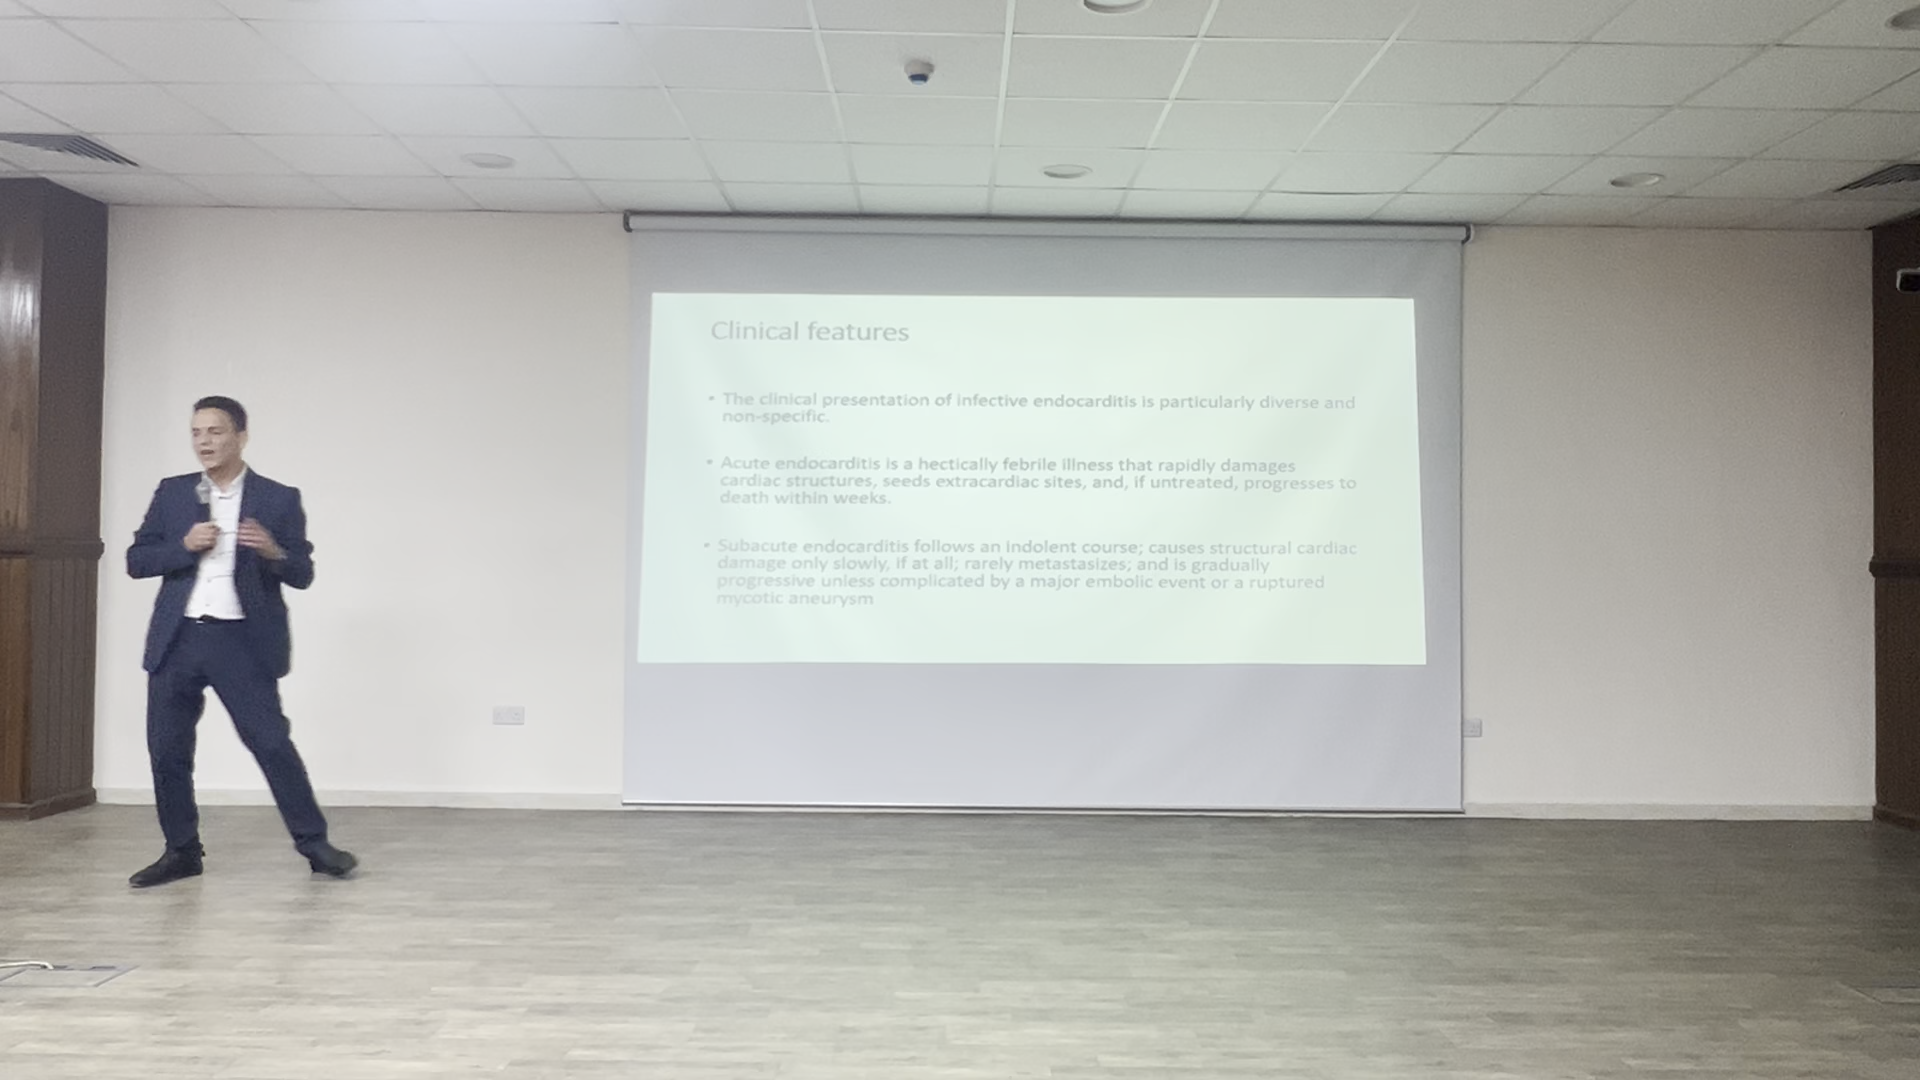 Clinical features
• The clinical presentation of infective endocarditis is particularly diverse and
non-specific.
• Acute endocarditis is a hectically febrile illness that rapidly damages
cardiac structures, seeds extracardiac sites, and, if untreated, progresses to
death within weeks.
• Subacute endocarditis follows an indolent course; causes structural cardiac
damage only slowly, if at all; rarely metastasizes; and is gradually
progressive unless complicated by a major embolic event or a ruptured
mycotic aneurysm